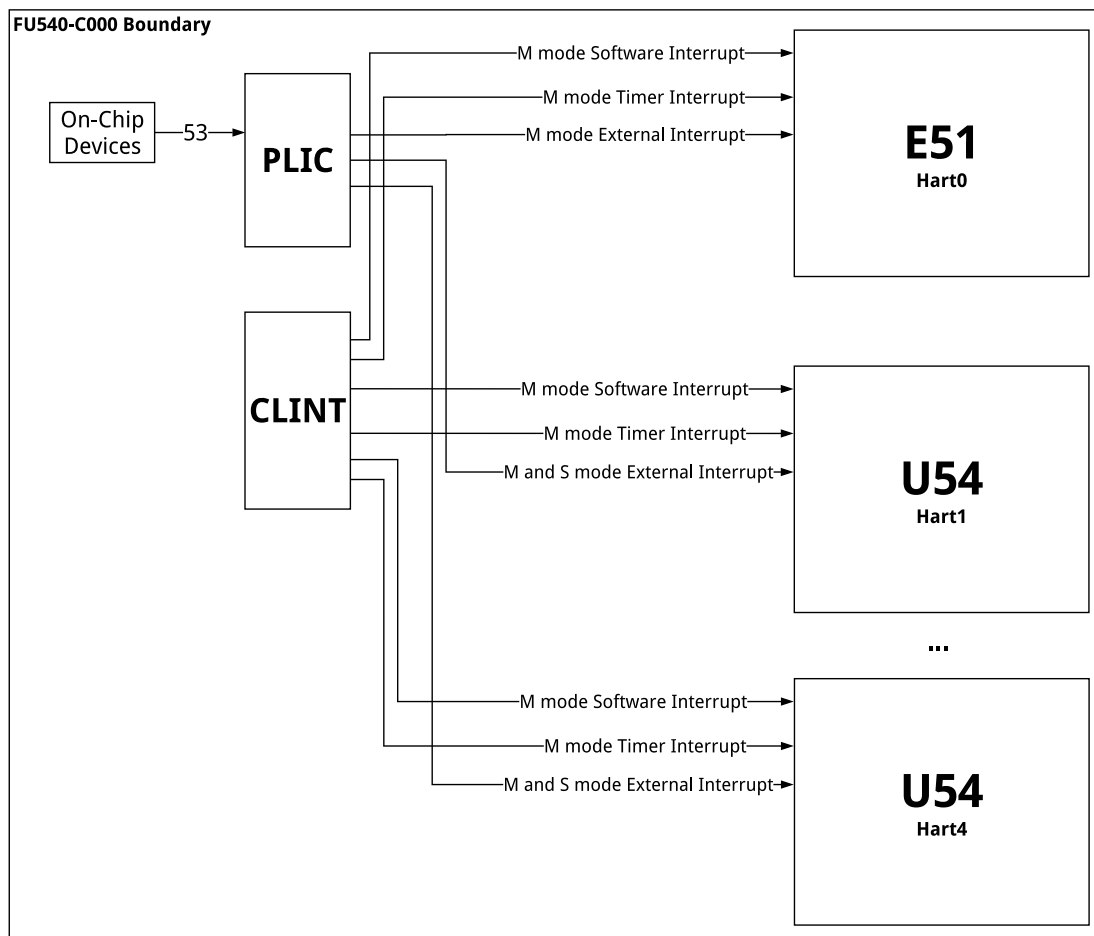 FU540-C000 Boundary
On-Chip
Devices
53
PLIC
CLINT
M mode Software Interrupt
M mode Timer Interrupt
M mode External Interrupt
E51
Hart0
M mode Software Interrupt
M mode Timer Interrupt
M and S mode External Interrupt
U54
Hart1
...
M mode Software Interrupt
M mode Timer Interrupt
M and S mode External Interrupt
U54
Hart4